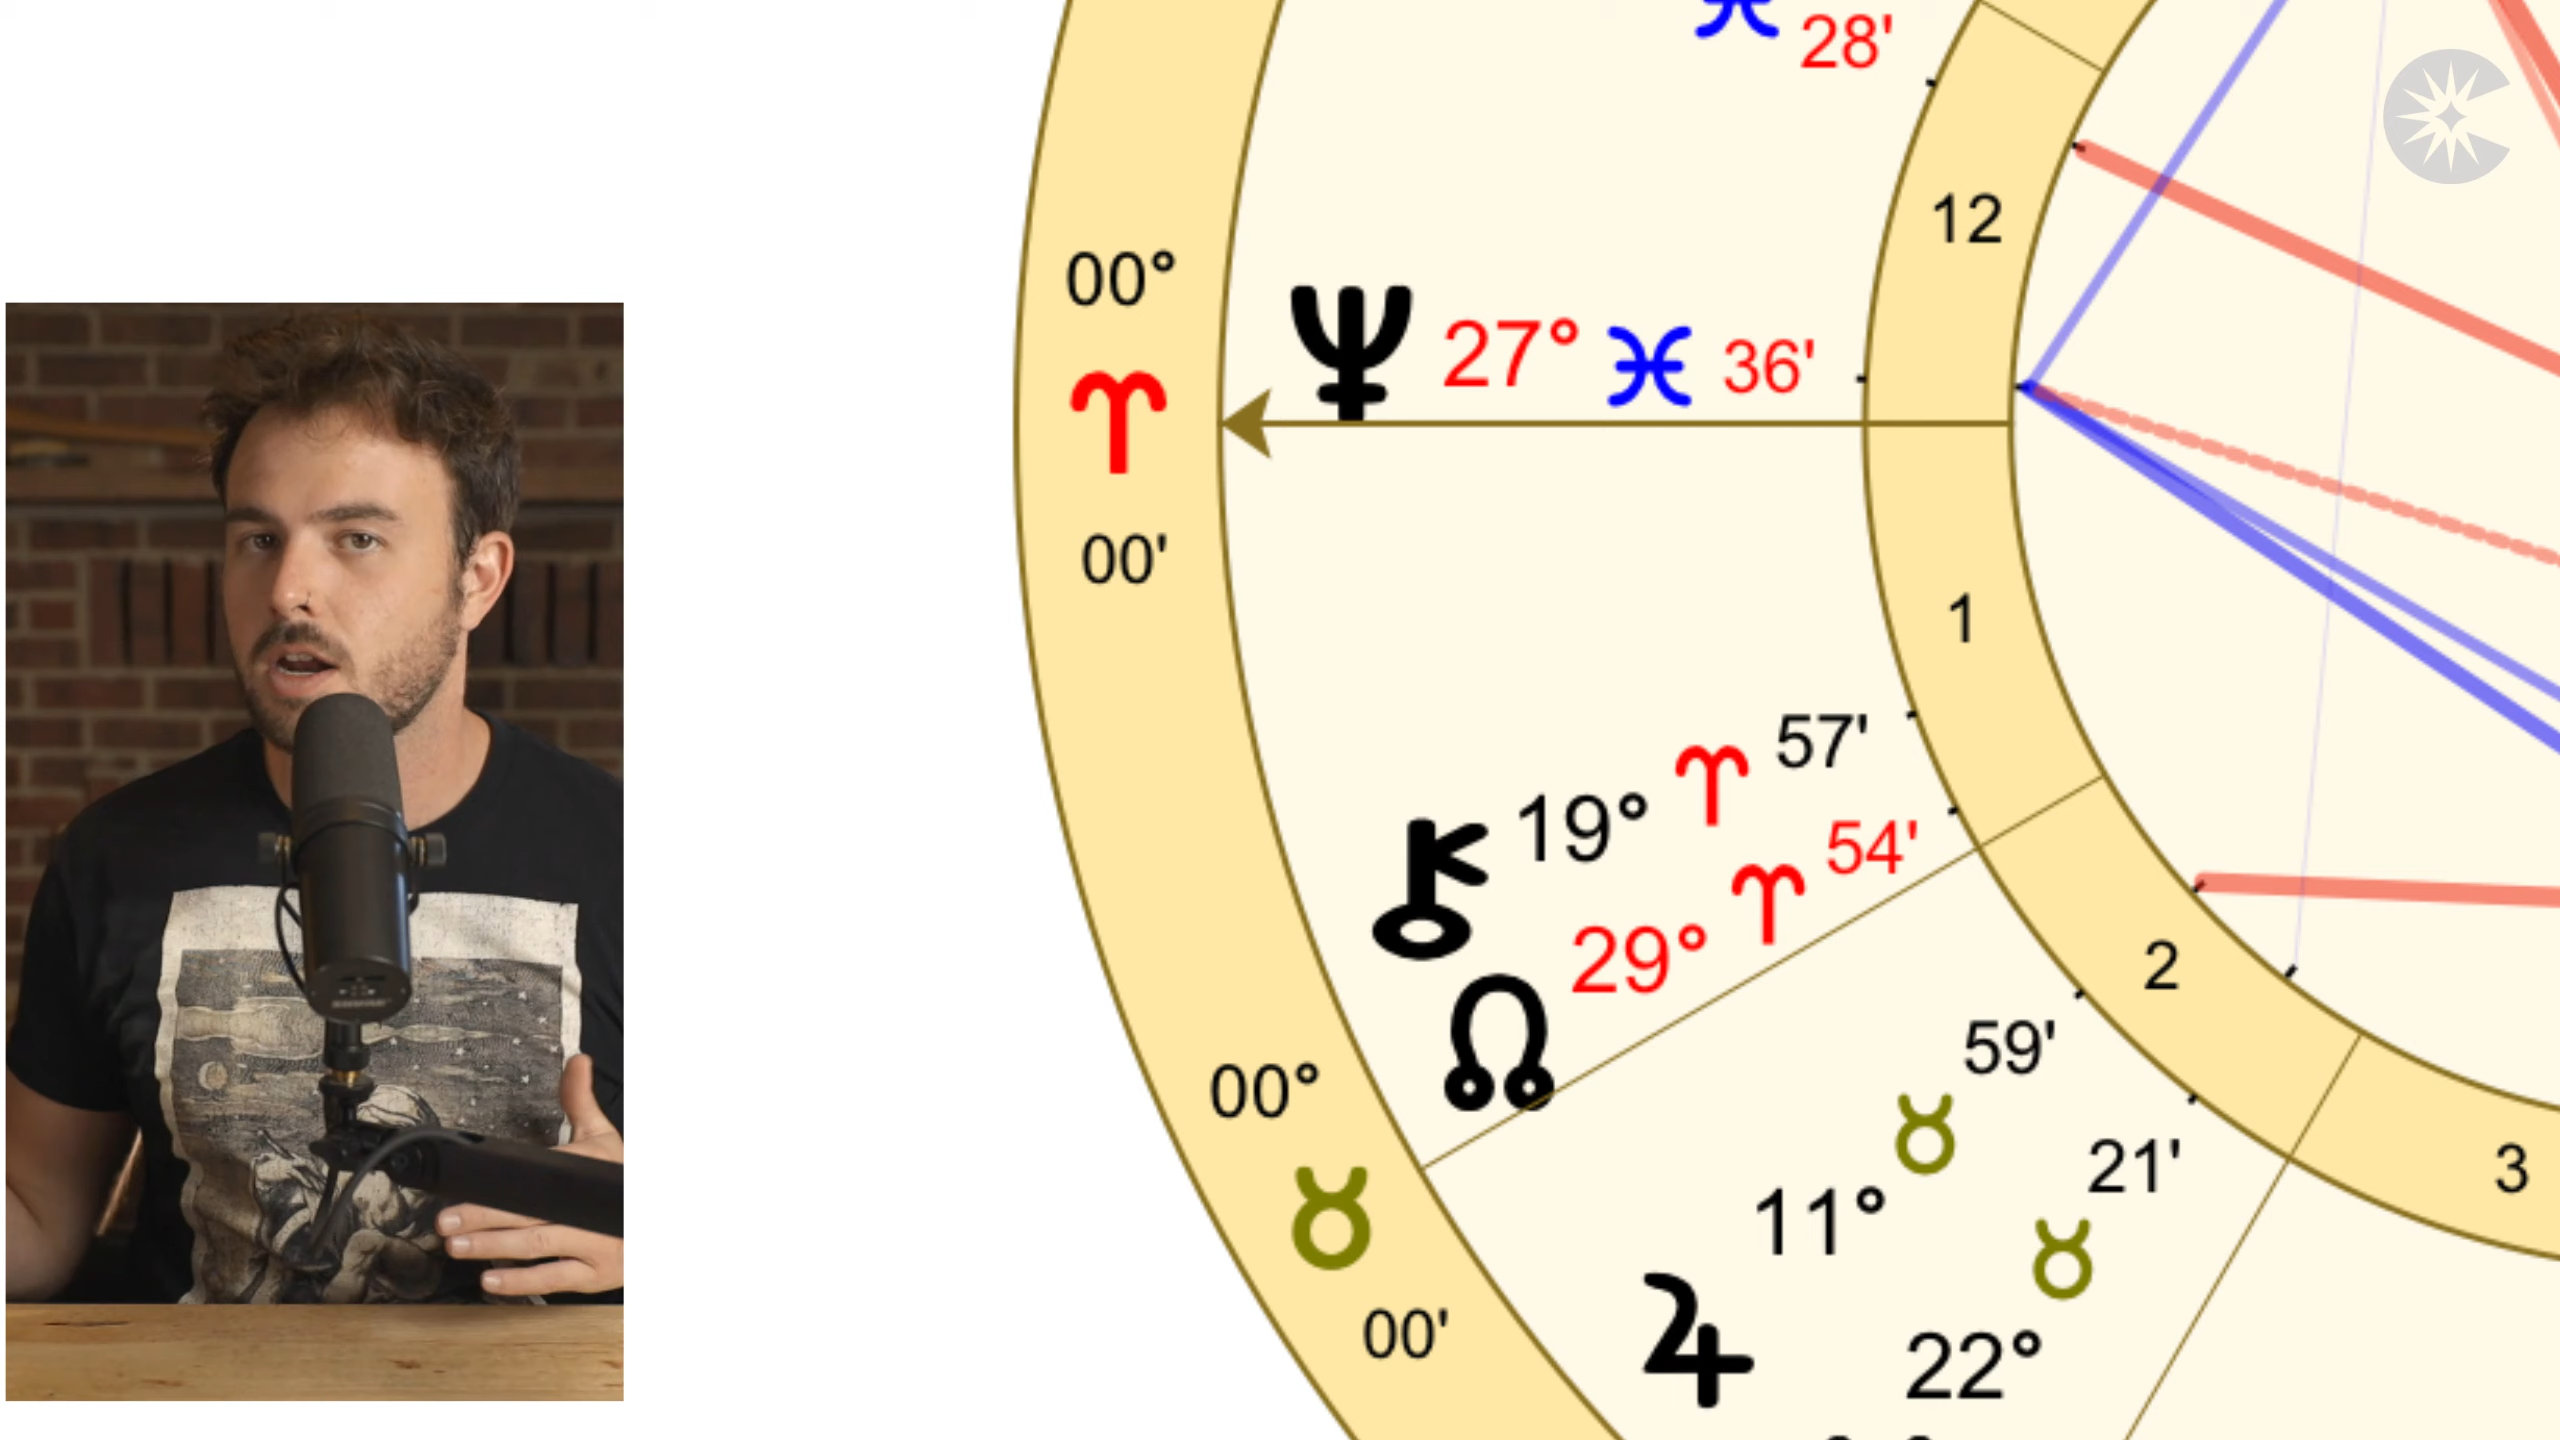 ♓ 28'
12
00°
♆ 27° ♓ 36'
♈
00'
1
⚷ 19° ♈ 57'
☊ 29° ♈ 54'
2
00°
♉
00'
♃ 11° ♉ 59'
22° ♉ 21'
3